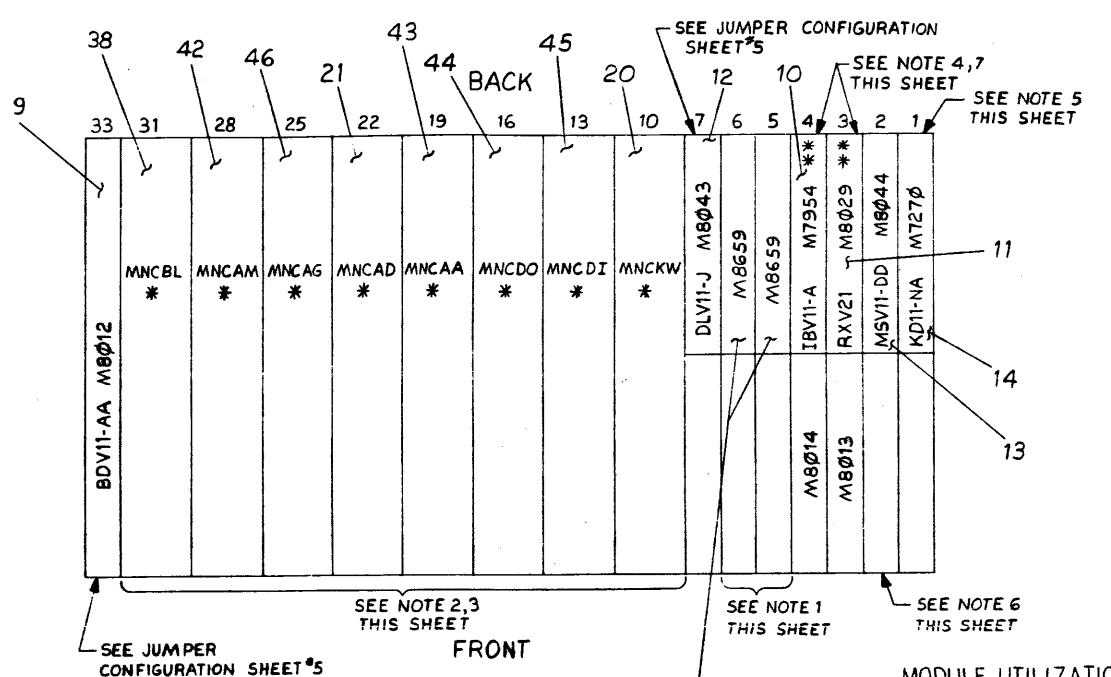 SEE JUMPER CONFIGURATION
SHEET #5
38
42
46
21
43
44
45
20
BACK
12
10
SEE NOTE 4,7
THIS SHEET
SEE NOTE 5
THIS SHEET
9
33 31 28 25 22 19 16 13 10 7 6 5 4 3 2 1
BDV11-AA MBØ12
MNCBL
*
MNCAM
*
MNCAG
*
MNCAD
*
MNCAA
*
MNCDO
*
MNCDI
*
MNCKW
*
DLV11-J M8Ø43
M8659
M8659
IBV11-A M7954 **
RXV21 M8Ø29 **
MSV11-DD M8Ø44
KD11-NA M727Ø
M8Ø14
M8Ø13
11
14
13
SEE NOTE 2,3
THIS SHEET
SEE NOTE 1
THIS SHEET
SEE NOTE 6
THIS SHEET
SEE JUMPER
CONFIGURATION SHEET #5
FRONT
MODULE UTILIZATIO